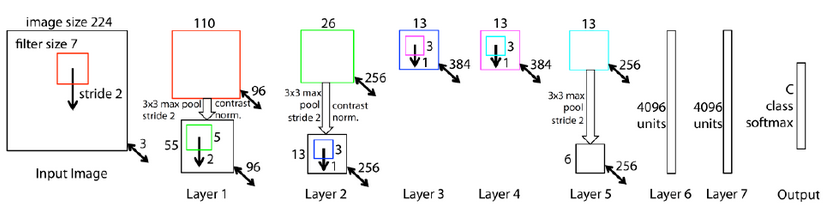 image size 224
filter size 7
stride 2
3
Input Image
110
96
3x3 max pool
stride 2
contrast
norm.
55
5
2
96
Layer 1
26
256
3x3 max
pool
stride 2
contrast
norm.
13
3
1
256
Layer 2
13
3
1
384
Layer 3
13
3
1
384
Layer 4
13
256
3x3 max
pool
stride 2
6
256
Layer 5
4096
units
Layer 6
4096
units
Layer 7
C
class
softmax
Output